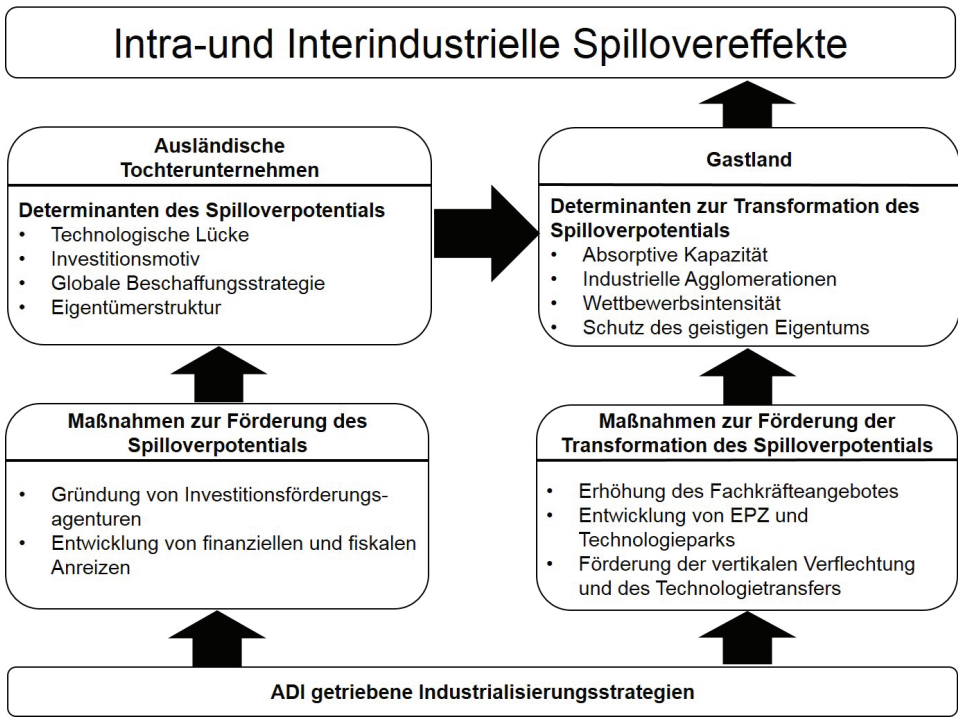 Intra-und Interindustrielle Spillovereffekte
Ausländische
Tochterunternehmen
Determinanten des Spilloverpotentials
• Technologische Lücke
• Investitionsmotiv
• Globale Beschaffungsstrategie
• Eigentümerstruktur
Gastland
Determinanten zur Transformation des
Spilloverpotentials
• Absorptive Kapazität
• Industrielle Agglomerationen
• Wettbewerbsintensität
• Schutz des geistigen Eigentums
Maßnahmen zur Förderung des
Spilloverpotentials
• Gründung von Investitionsförderungs-
agenturen
• Entwicklung von finanziellen und fiskalen
Anreizen
Maßnahmen zur Förderung der
Transformation des Spilloverpotentials
• Erhöhung des Fachkräfteangebotes
• Entwicklung von EPZ und
Technologieparks
• Förderung der vertikalen Verflechtung
und des Technologietransfers
ADI getriebene Industrialisierungsstrategien